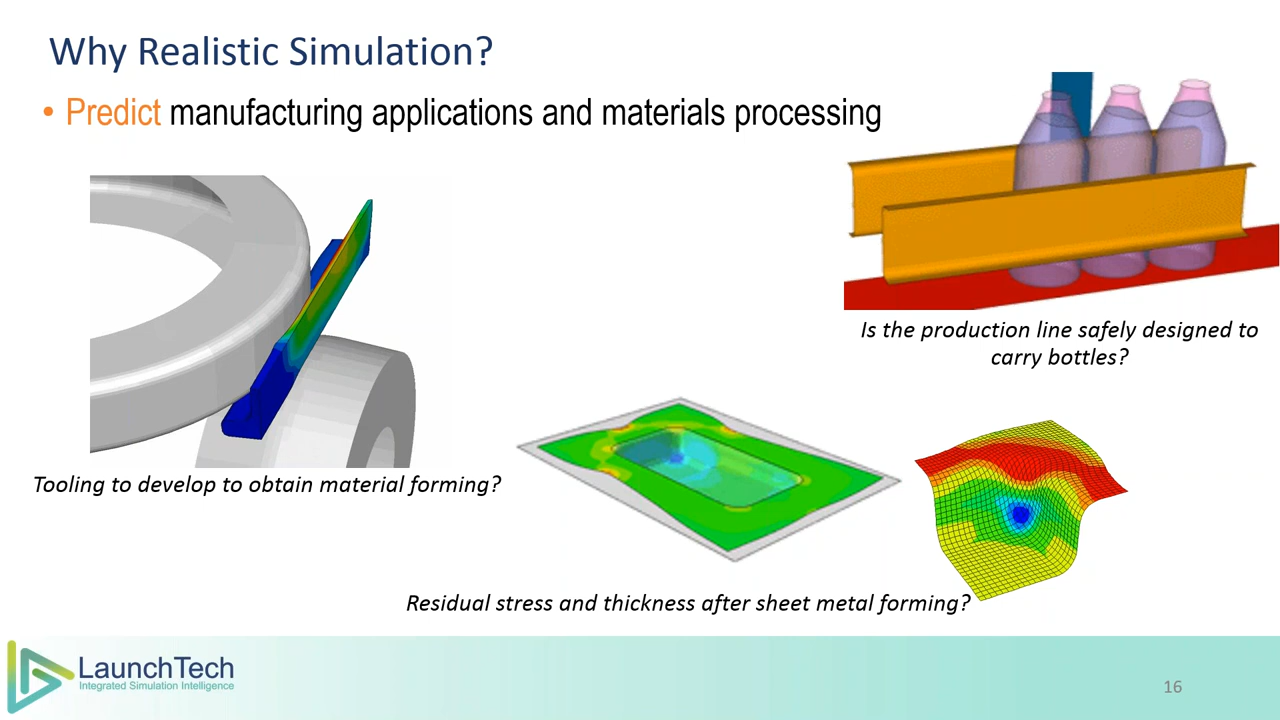 Why Realistic Simulation?
• Predict manufacturing applications and materials processing
Is the production line safely designed to
carry bottles?
Tooling to develop to obtain material forming?
Residual stress and thickness after sheet metal forming?
LaunchTech
Integrated Simulation Intelligence
16